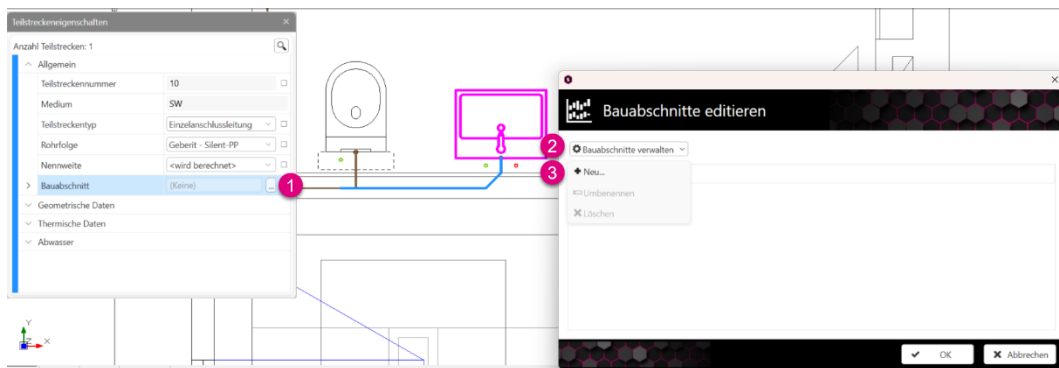 Teilstreckeneigenschaften
Anzahl Teilstrecken: 1
Allgemein
Teilstreckennummer 10
Medium SW
Teilstreckentyp Einzelanschlussleitung
Rohrfolge Geberit - Silent-PP
Nennweite <wird berechnet>
Bauabschnitt (Keine) ... 1
Geometrische Daten
Thermische Daten
Abwasser
Y
Z X
Bauabschnitte editieren
2 Bauabschnitte verwalten
3 Neu...
Umbenennen
Löschen
OK Abbrechen